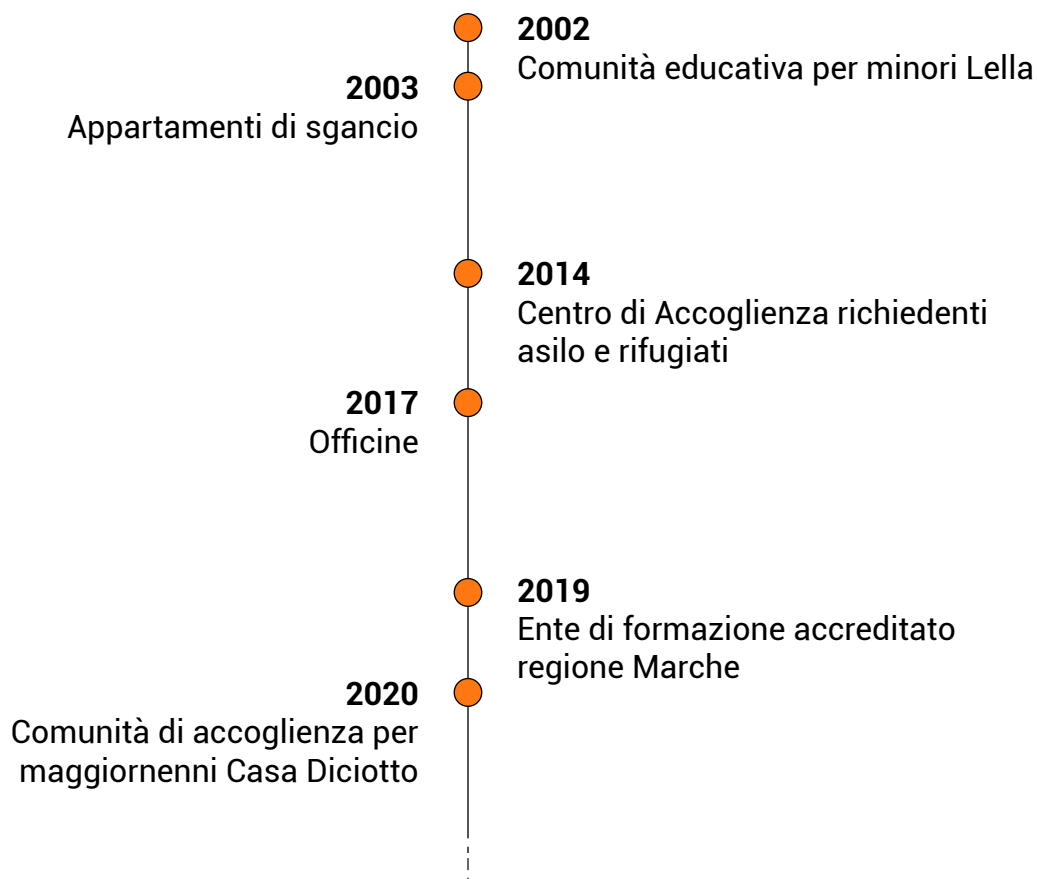 2002
Comunità educativa per minori Lella
2003
Appartamenti di sgancio
2014
Centro di Accoglienza richiedenti
asilo e rifugiati
2017
Officine
2019
Ente di formazione accreditato
regione Marche
2020
Comunità di accoglienza per
maggiornenni Casa Diciotto